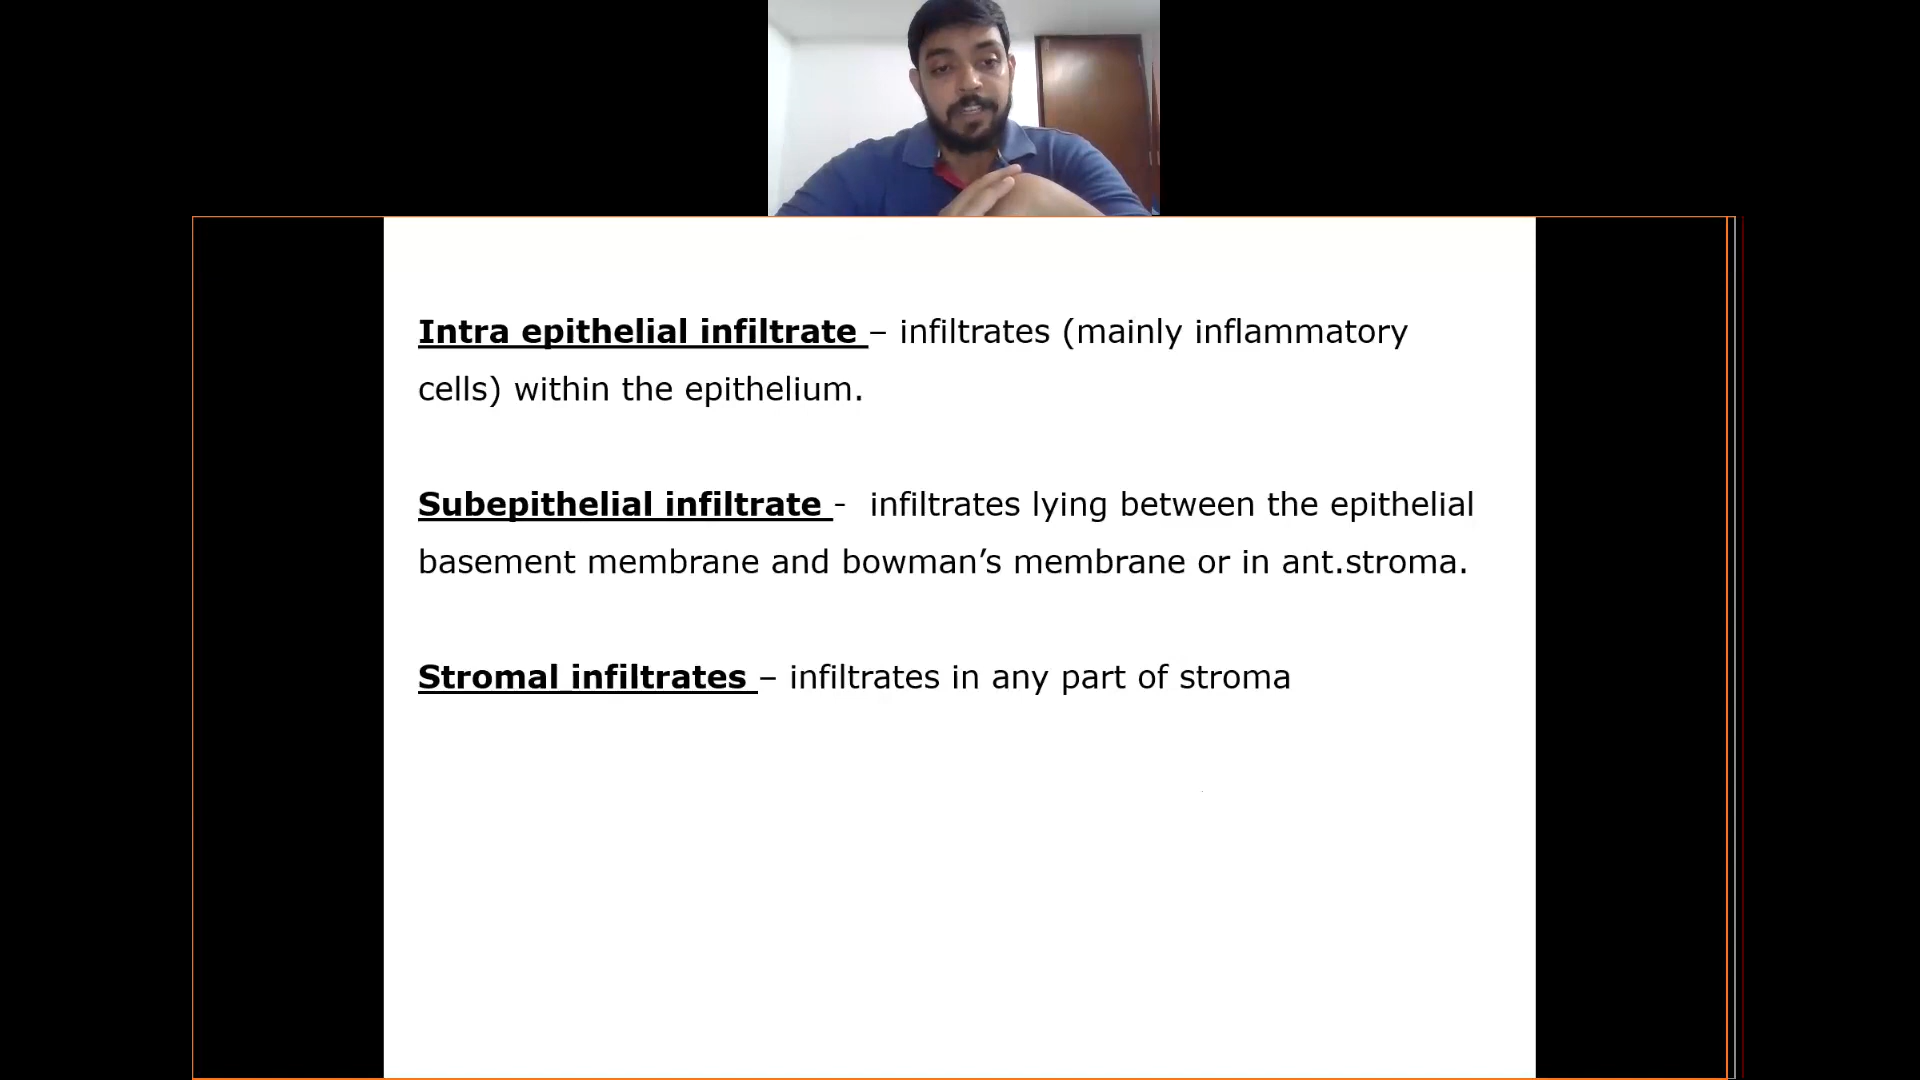 Intra epithelial infiltrate – infiltrates (mainly inflammatory
cells) within the epithelium.
Subepithelial infiltrate -  infiltrates lying between the epithelial
basement membrane and bowman’s membrane or in ant.stroma.
Stromal infiltrates – infiltrates in any part of stroma